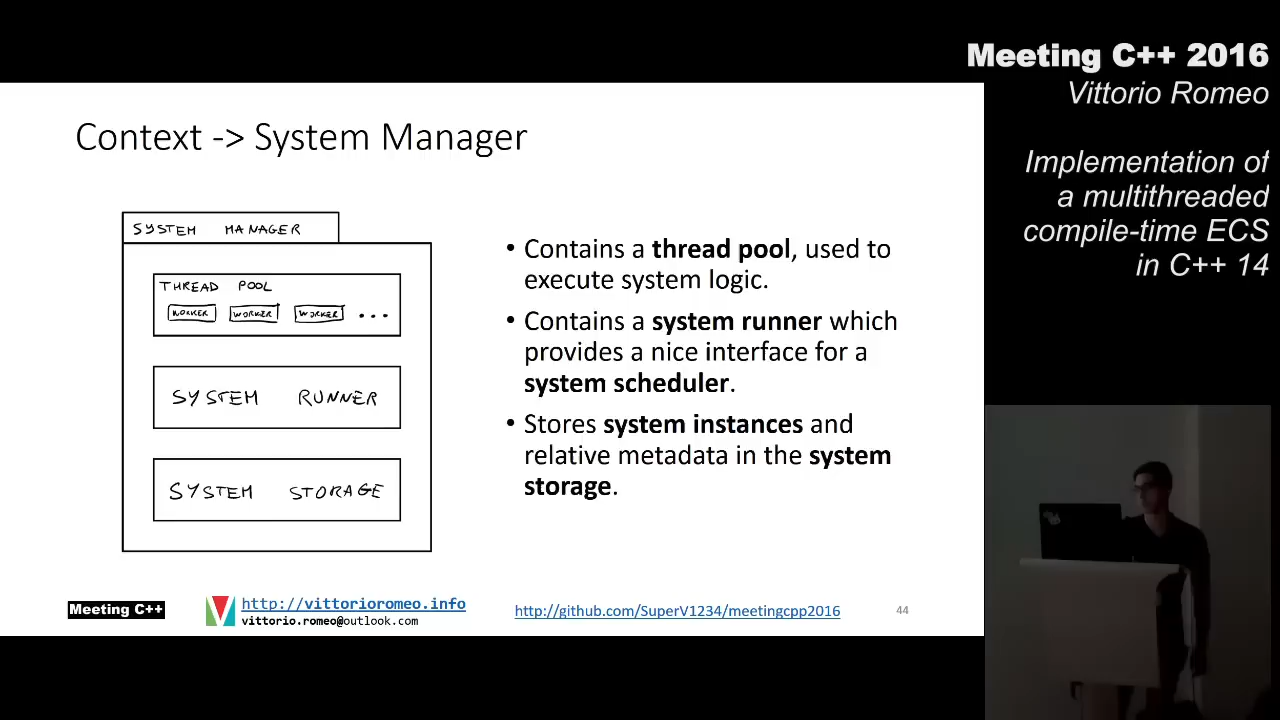 Meeting C++ 2016
Vittorio Romeo
Implementation of
a multithreaded
compile-time ECS
in C++ 14
Context -> System Manager
SYSTEM MANAGER
THREAD POOL
WORKER WORKER WORKER ...
SYSTEM RUNNER
SYSTEM STORAGE
• Contains a thread pool, used to
execute system logic.
• Contains a system runner which
provides a nice interface for a
system scheduler.
• Stores system instances and
relative metadata in the system
storage.
Meeting C++
http://vittorioromeo.info
vittorio.romeo@outlook.com
http://github.com/SuperV1234/meetingcpp2016
44